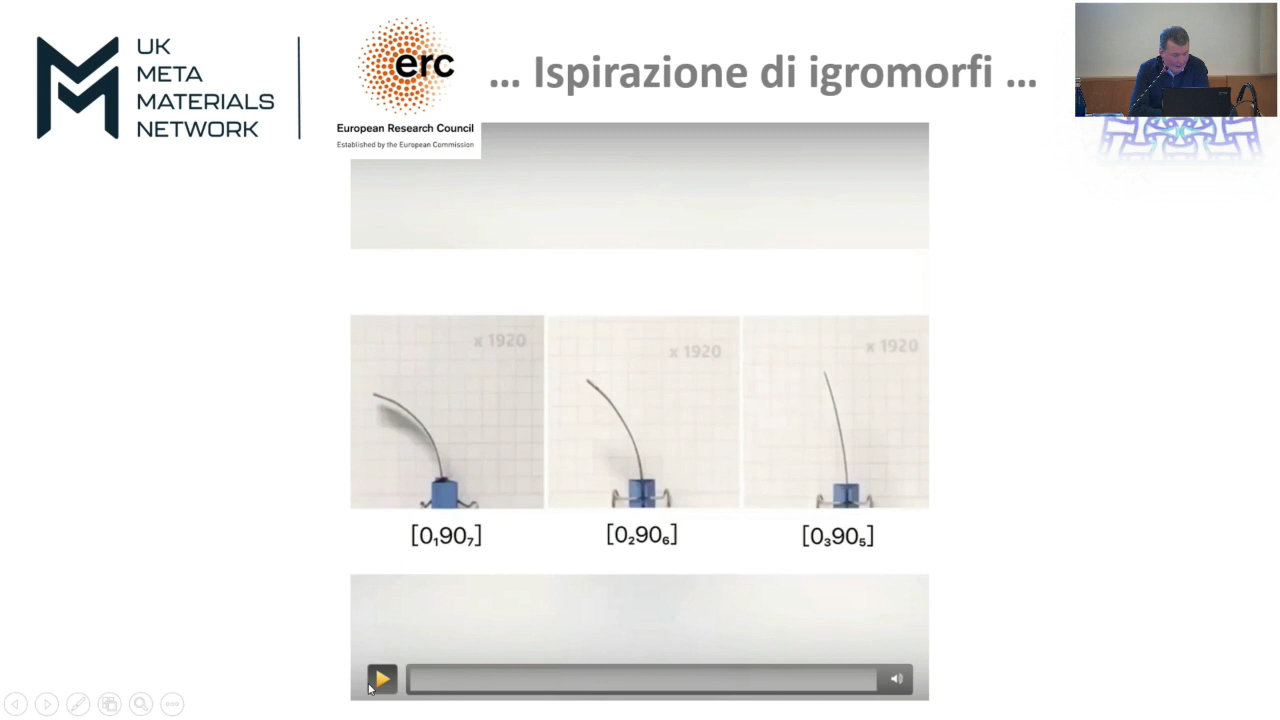 UK
META
MATERIALS
NETWORK
erc
European Research Council
Established by the European Commission
... Ispirazione di igromorfi ...
x 1920
x 1920
x 1920
[0₁90₇]
[0₂90₆]
[0₃90₅]